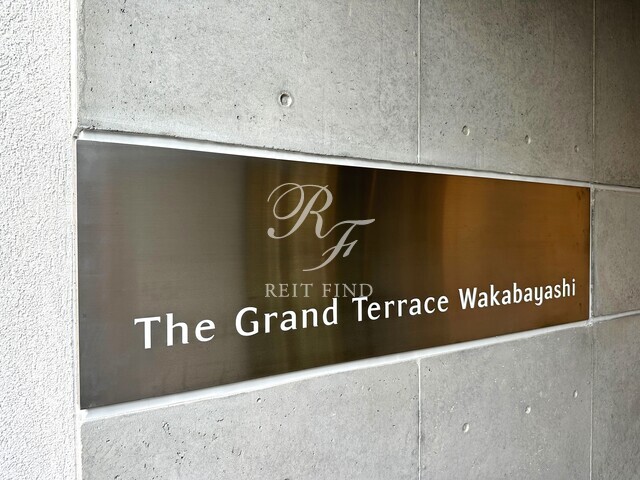 RF
REIT FIND
The Grand Terrace Wakabayashi